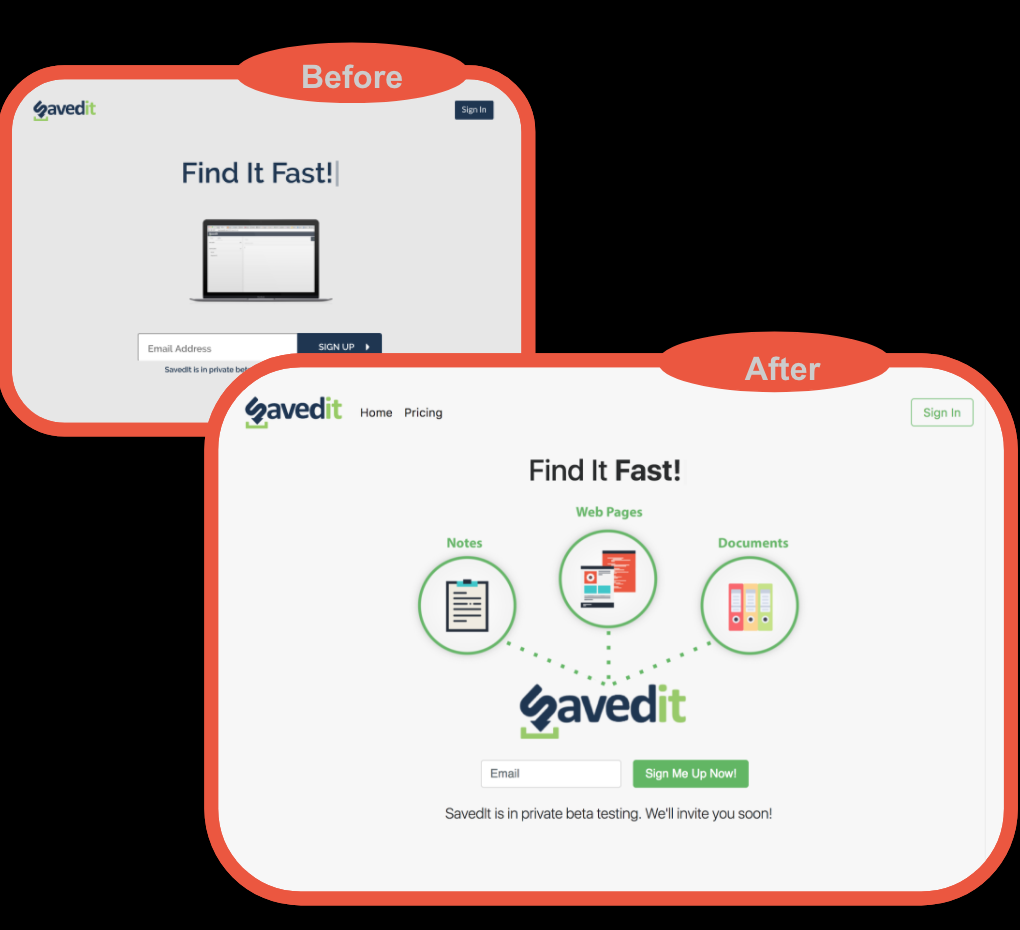 Before
Savedit
Sign In
Find It Fast!
Email Address
SIGN UP
SavedIt is in private
After
Savedit Home Pricing
Sign In
Find It Fast!
Web Pages
Notes
Documents
Savedit
Email
Sign Me Up Now!
SavedIt is in private beta testing. We'll invite you soon!